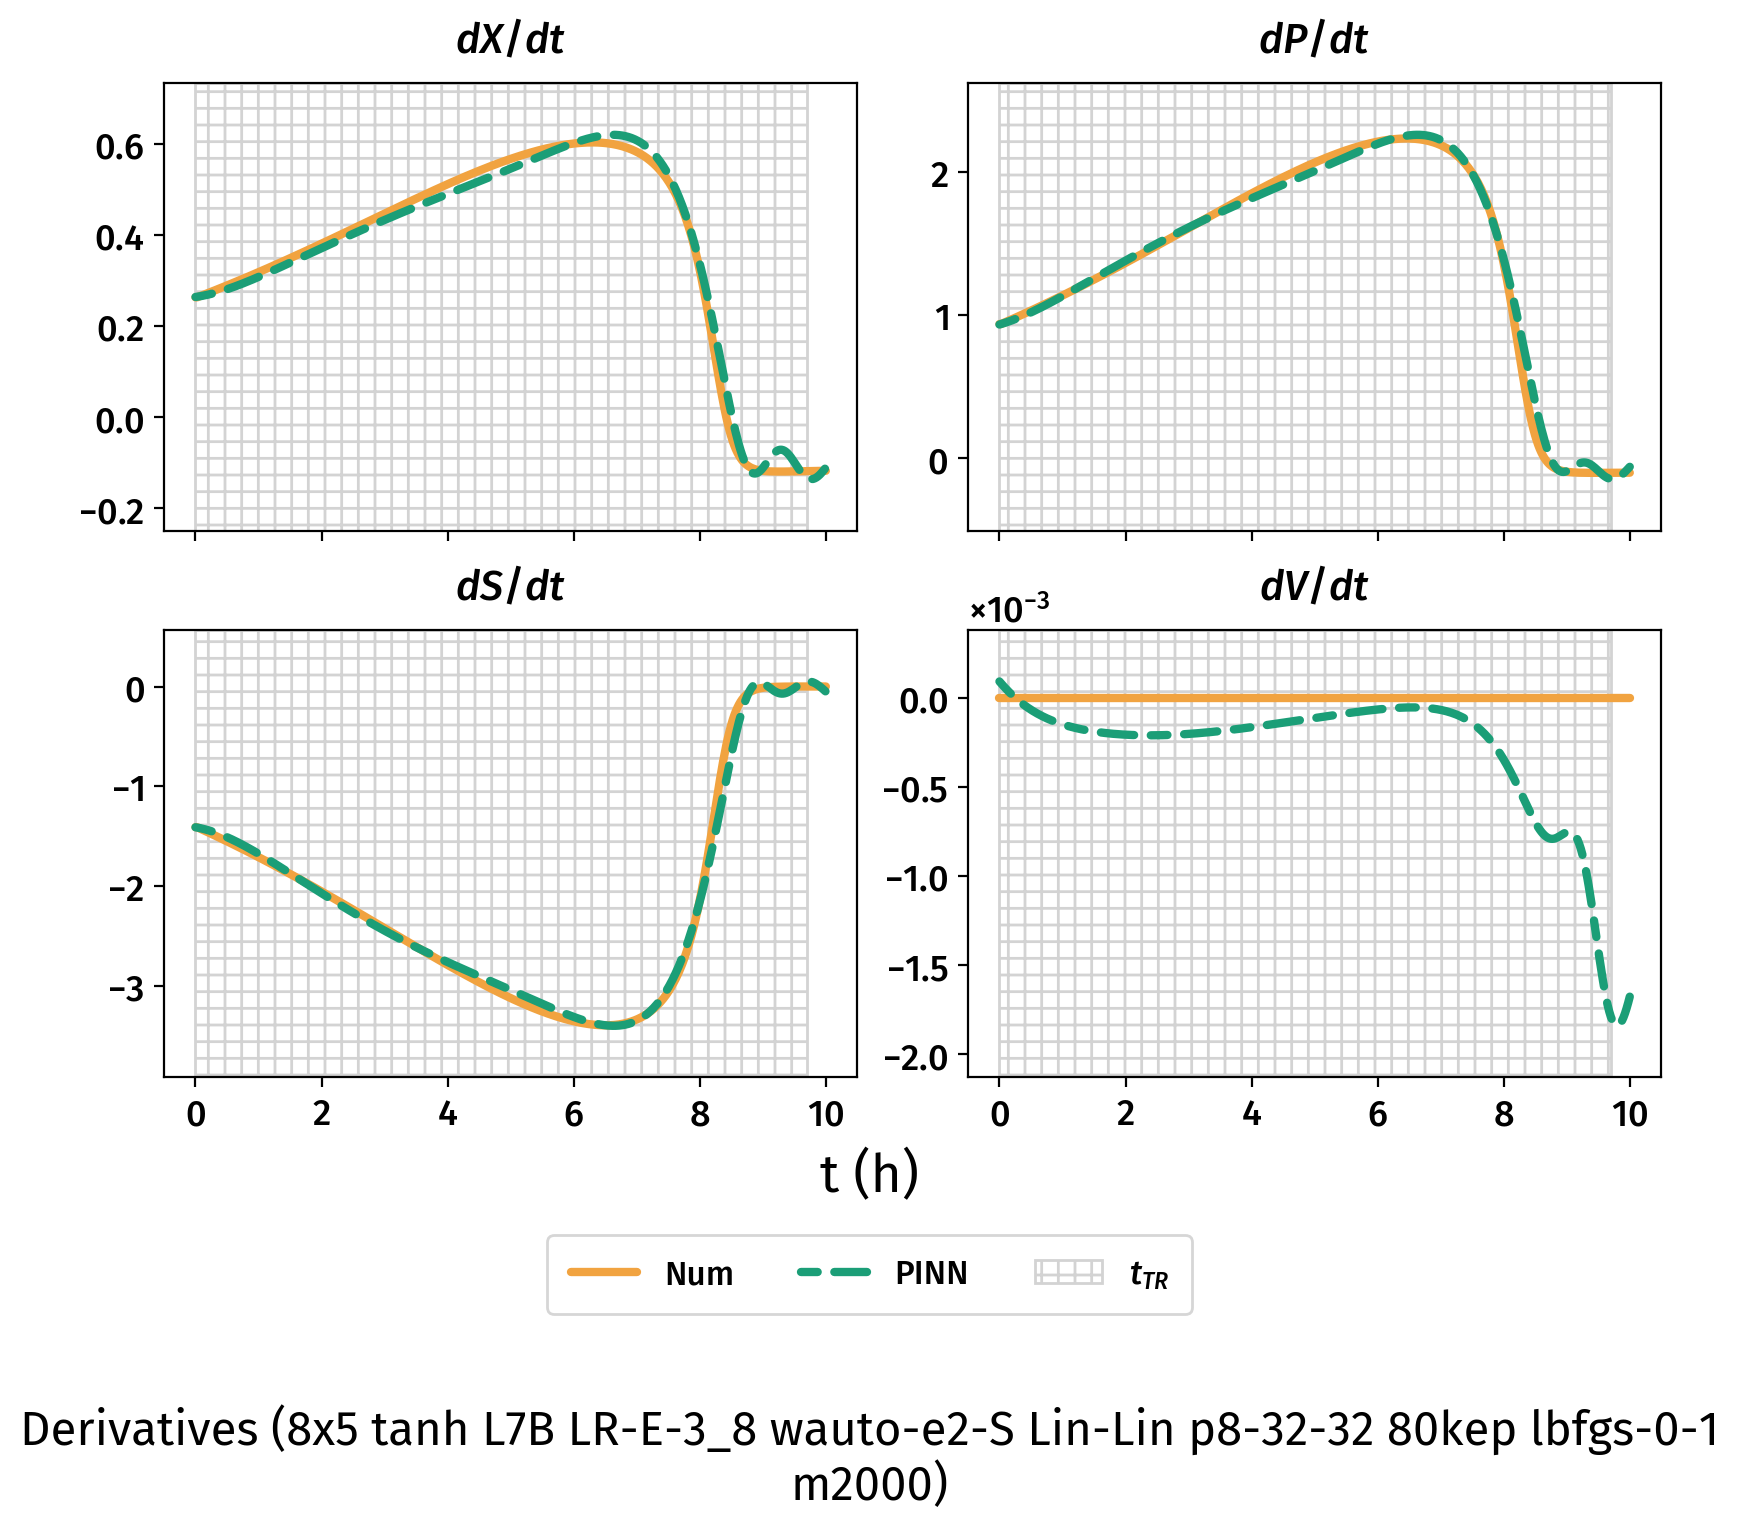 dX/dt
dP/dt
0.6
0.4
0.2
0.0
−0.2
2
1
0
dS/dt
dV/dt
×10⁻³
0
−1
−2
−3
0.0
−0.5
−1.0
−1.5
−2.0
0 2 4 6 8 10
0 2 4 6 8 10
t (h)
Num PINN t_TR
Derivatives (8x5 tanh L7B LR-E-3_8 wauto-e2-S Lin-Lin p8-32-32 80kep lbfgs-0-1
m2000)